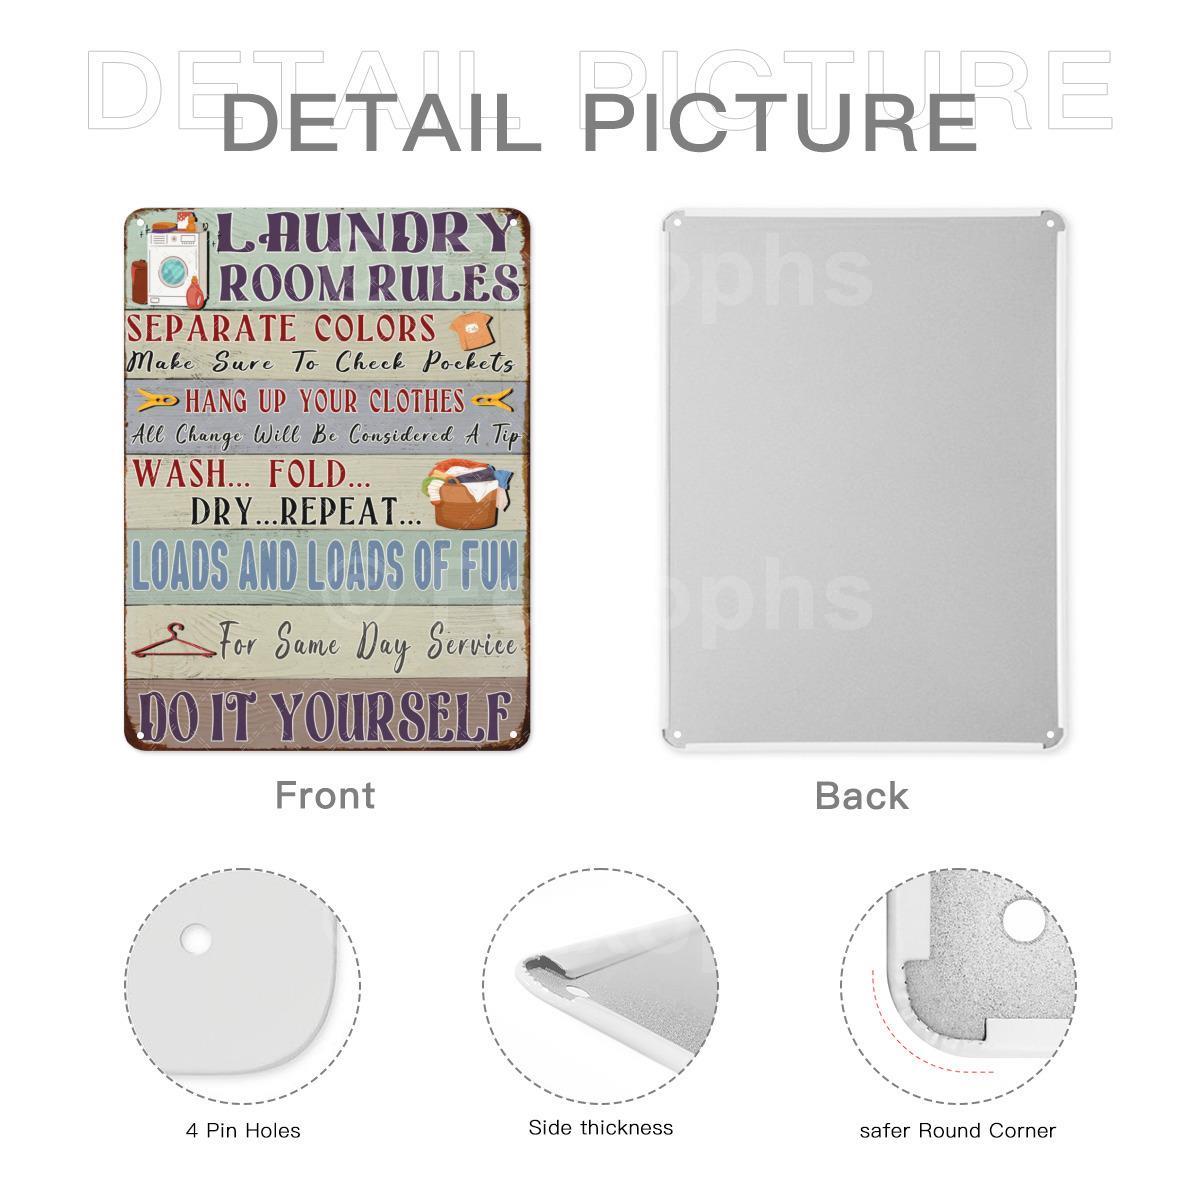 DETAIL PICTURE
DETAIL PICTURE
LAUNDRY
ROOM RULES
SEPARATE COLORS
Make Sure To Check Pockets
HANG UP YOUR CLOTHES
All Change Will Be Considered A Tip
WASH... FOLD...
DRY...REPEAT...
LOADS AND LOADS OF FUN
For Same Day Service
DO IT YOURSELF
Front
Back
4 Pin Holes
Side thickness
safer Round Corner